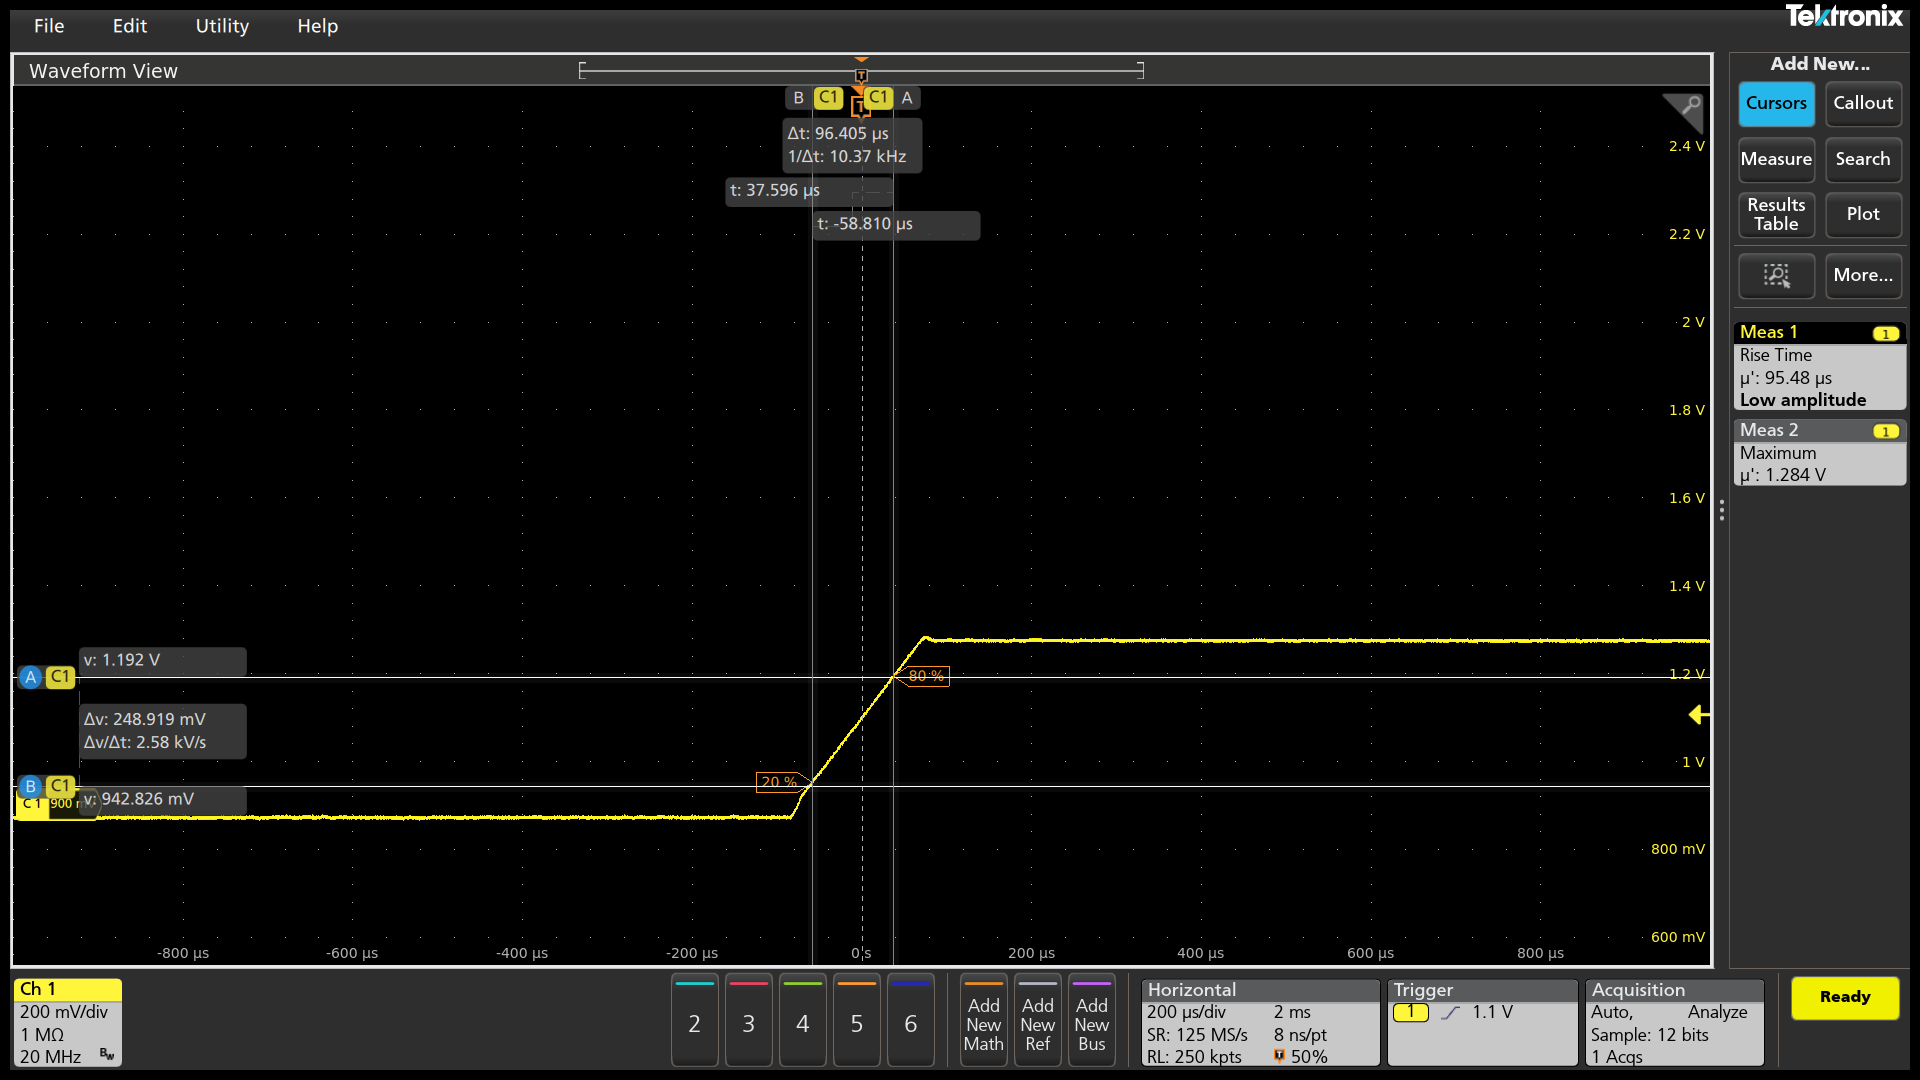 File Edit Utility Help
Tektronix
Waveform View
T
Add New...
B C1 T C1 A
Cursors Callout
Δt: 96.405 µs
1/Δt: 10.37 kHz
2.4 V
Measure Search
t: 37.596 µs
Results Table
Plot
t: -58.810 µs
2.2 V
More...
2 V
Meas 1 1
Rise Time
µ': 95.48 µs
Low amplitude
1.8 V
Meas 2 1
Maximum
µ': 1.284 V
1.6 V
1.4 V
v: 1.192 V
A C1
80 %
1.2 V
Δv: 248.919 mV
Δv/Δt: 2.58 kV/s
1 V
20 %
B C1
v: 942.826 mV
C 1 900 m
800 mV
600 mV
-800 µs -600 µs -400 µs -200 µs 0 s 200 µs 400 µs 600 µs 800 µs
Ch 1
200 mV/div
1 MΩ
20 MHz Bw
2 3 4 5 6
Add New Math
Add New Ref
Add New Bus
Horizontal
200 µs/div 2 ms
SR: 125 MS/s 8 ns/pt
RL: 250 kpts T 50%
Trigger
1 1.1 V
Acquisition
Auto, Analyze
Sample: 12 bits
1 Acqs
Ready